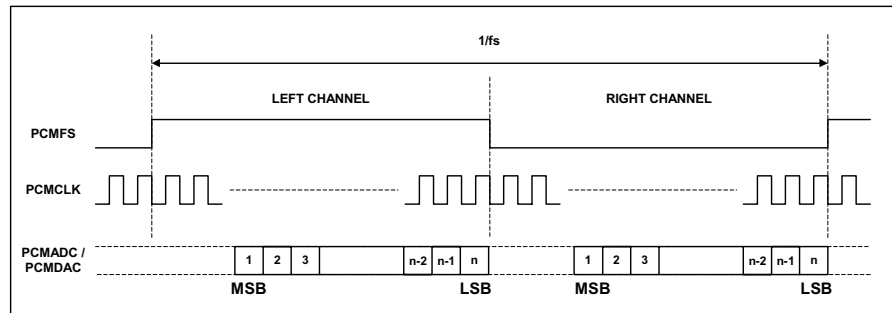 1/fs
LEFT CHANNEL RIGHT CHANNEL
PCMFS
PCMCLK
PCMADC /
PCMDAC
1 2 3 n-2 n-1 n 1 2 3 n-2 n-1 n
MSB LSB MSB LSB